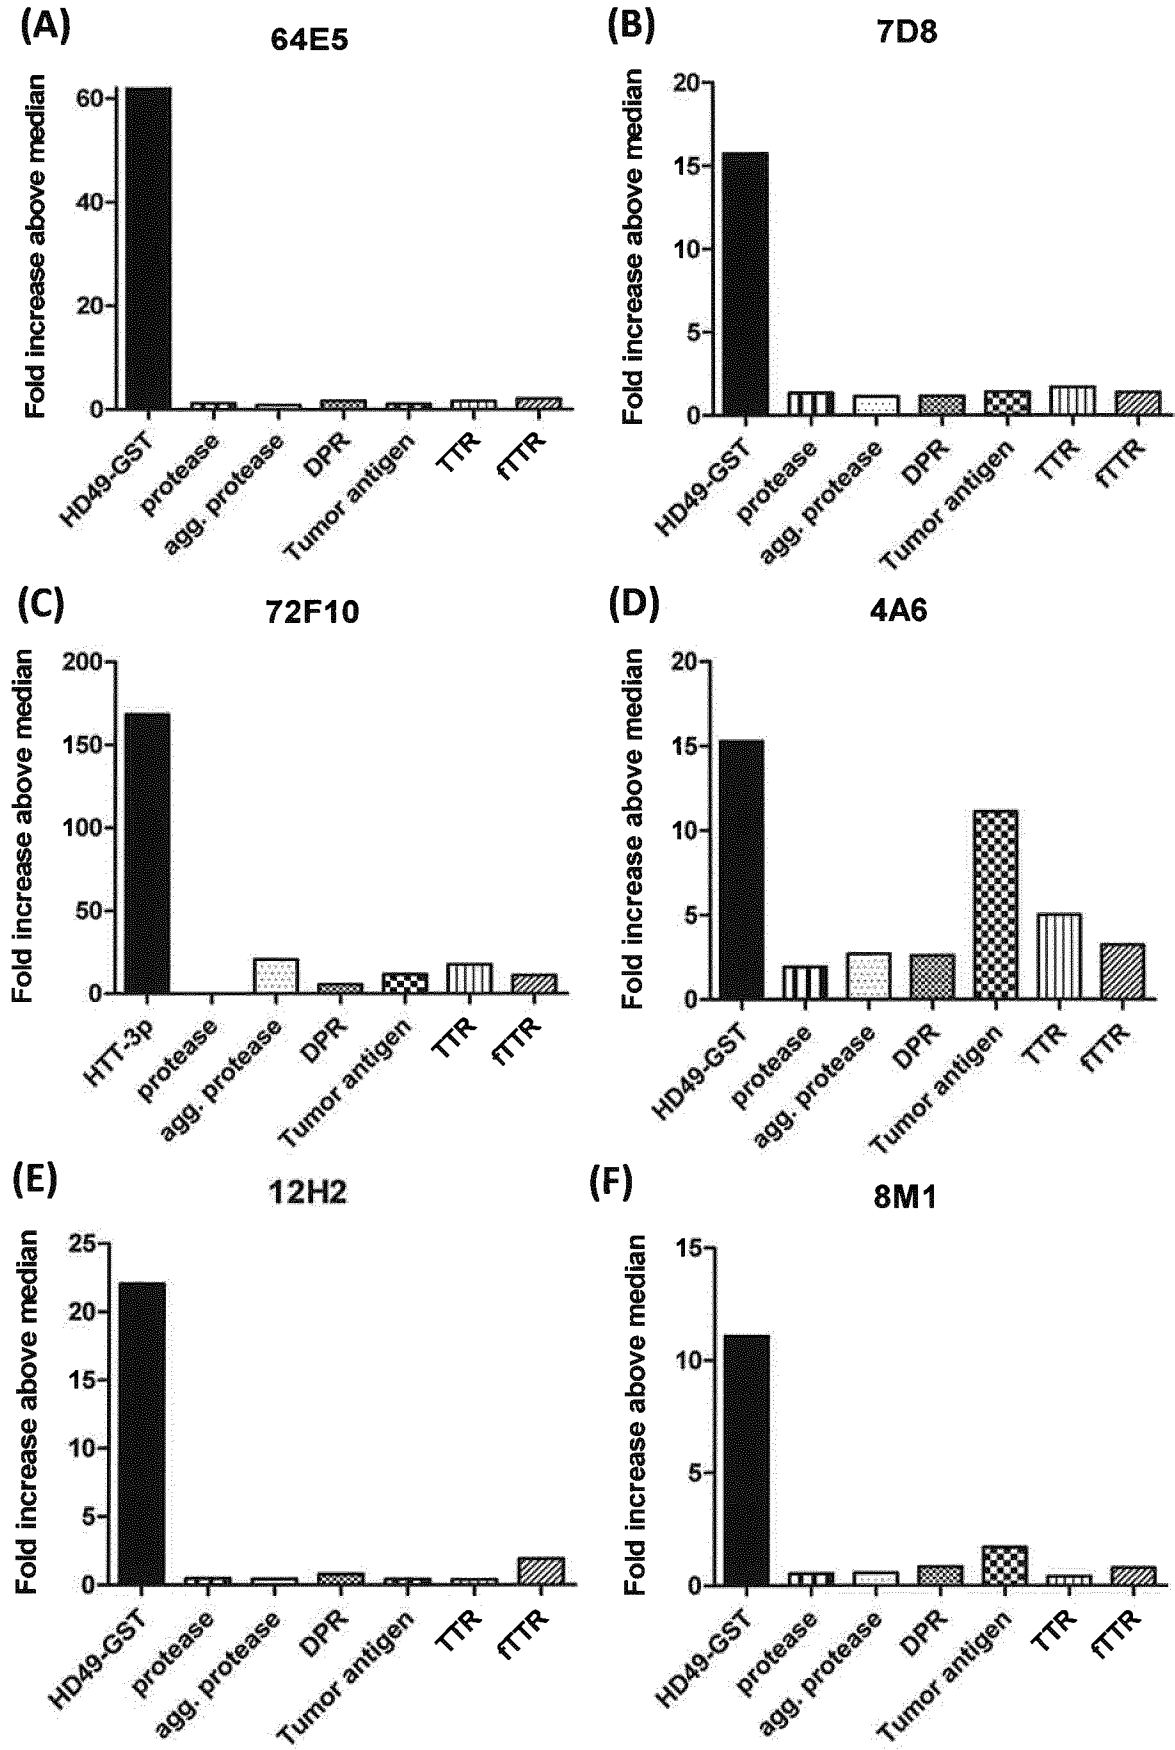 (A)
64E5
Fold increase above median
60
40
20
0
HD49-GST
protease
agg. protease
DPR
Tumor antigen
TTR
fTTR
(B)
7D8
Fold increase above median
20
15
10
5
0
HD49-GST
protease
agg. protease
DPR
Tumor antigen
TTR
fTTR
(C)
72F10
Fold increase above median
200
150
100
50
0
HTT-3p
protease
agg. protease
DPR
Tumor antigen
TTR
fTTR
(D)
4A6
Fold increase above median
20
15
10
5
0
HD49-GST
protease
agg. protease
DPR
Tumor antigen
TTR
fTTR
(E)
12H2
Fold increase above median
25
20
15
10
5
0
HD49-GST
protease
agg. protease
DPR
Tumor antigen
TTR
fTTR
(F)
8M1
Fold increase above median
15
10
5
0
HD49-GST
protease
agg. protease
DPR
Tumor antigen
TTR
fTTR